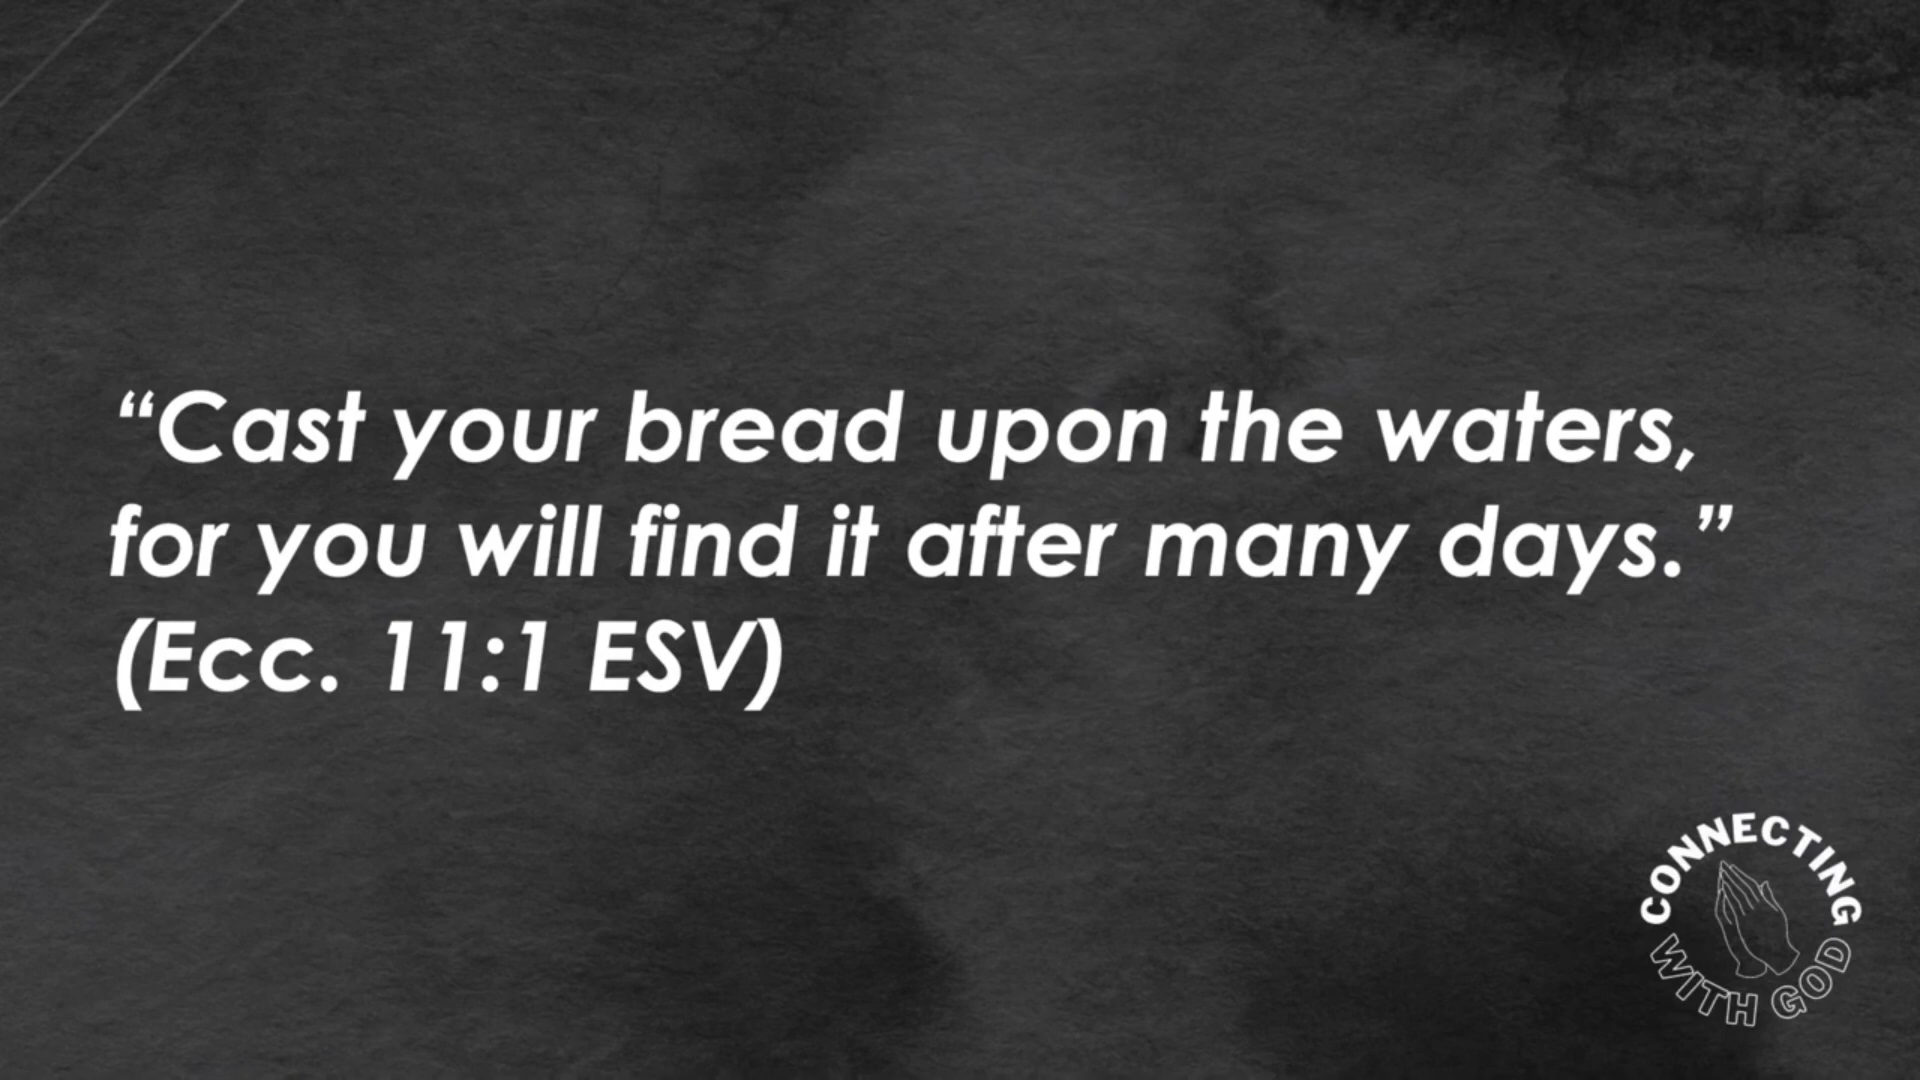 “Cast your bread upon the waters,
for you will find it after many days.”
(Ecc. 11:1 ESV)
CONNECTING
WITH GOD